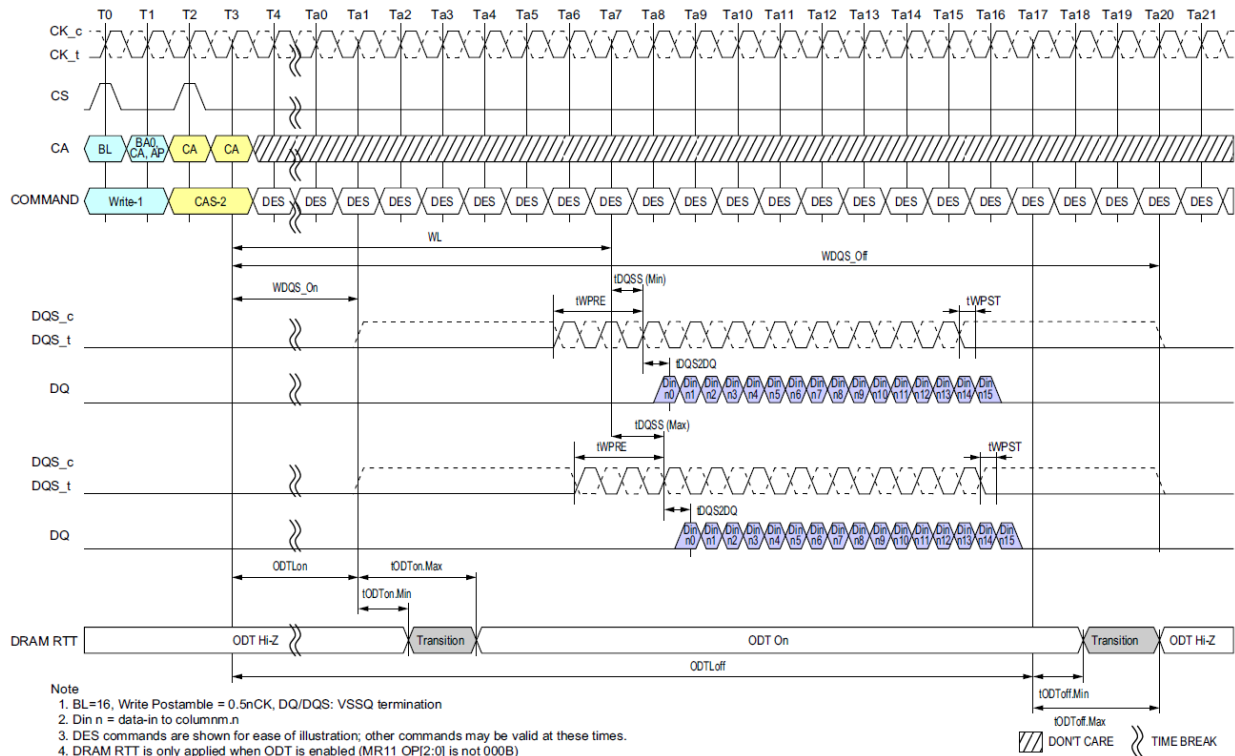 T0 T1 T2 T3 T4 Ta0 Ta1 Ta2 Ta3 Ta4 Ta5 Ta6 Ta7 Ta8 Ta9 Ta10 Ta11 Ta12 Ta13 Ta14 Ta15 Ta16 Ta17 Ta18 Ta19 Ta20 Ta21
CK_c
CK_t
CS
CA BL BA0, CA, AP CA CA
COMMAND Write-1 CAS-2 DES DES DES DES DES DES DES DES DES DES DES DES DES DES DES DES DES DES DES DES DES DES DES
WL
WDQS_Off
WDQS_On
tDQSS (Min)
tWPRE
tWPST
DQS_c
DQS_t
tDQS2DQ
DQ Din n0 Din n1 Din n2 Din n3 Din n4 Din n5 Din n6 Din n7 Din n8 Din n9 Din n10 Din n11 Din n12 Din n13 Din n14 Din n15
tDQSS (Max)
tWPRE
tWPST
DQS_c
DQS_t
tDQS2DQ
DQ Din n0 Din n1 Din n2 Din n3 Din n4 Din n5 Din n6 Din n7 Din n8 Din n9 Din n10 Din n11 Din n12 Din n13 Din n14 Din n15
ODTLon
tODTon.Max
tODTon.Min
DRAM RTT ODT Hi-Z Transition ODT On Transition ODT Hi-Z
ODTLoff
tODToff.Min
tODToff.Max
Note
1. BL=16, Write Postamble = 0.5nCK, DQ/DQS: VSSQ termination
2. Din n = data-in to columnm.n
3. DES commands are shown for ease of illustration; other commands may be valid at these times.
4. DRAM RTT is only applied when ODT is enabled (MR11 OP[2:0] is not 000B)
DON'T CARE
TIME BREAK